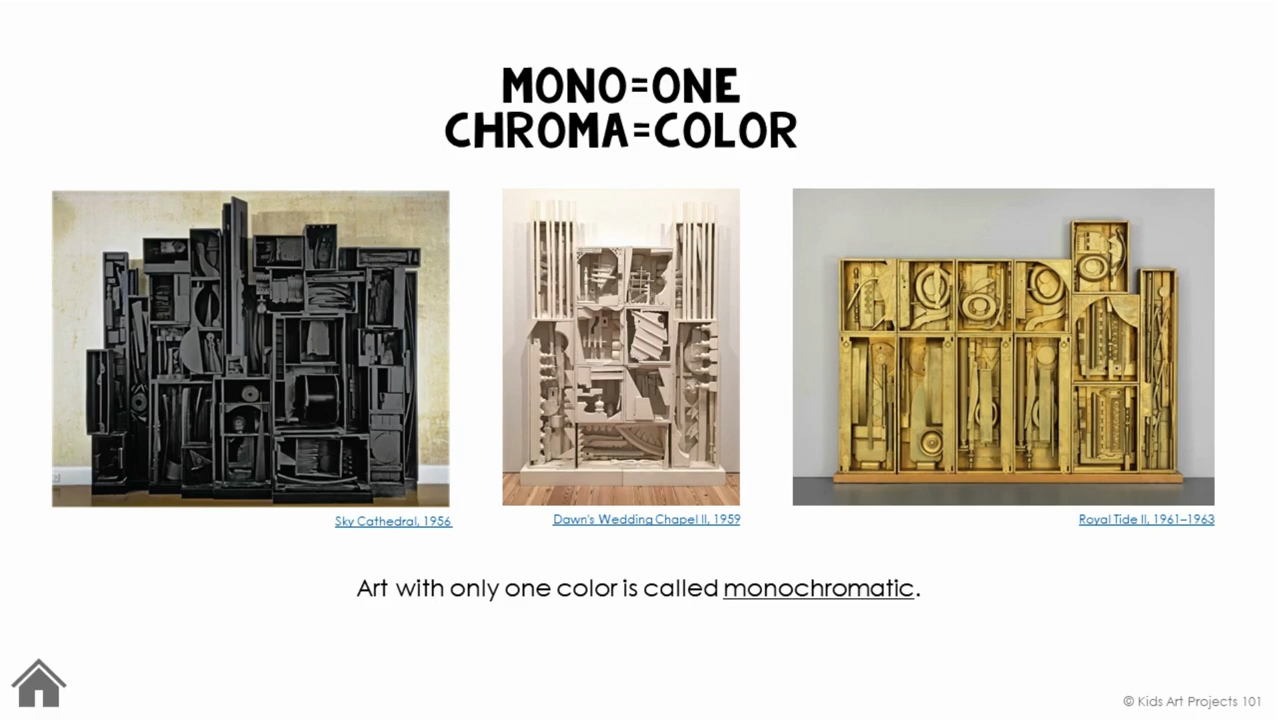 MONO=ONE
CHROMA=COLOR
Sky Cathedral, 1956
Dawn's Wedding Chapel II, 1959
Royal Tide II, 1961–1963
Art with only one color is called monochromatic.
© Kids Art Projects 101